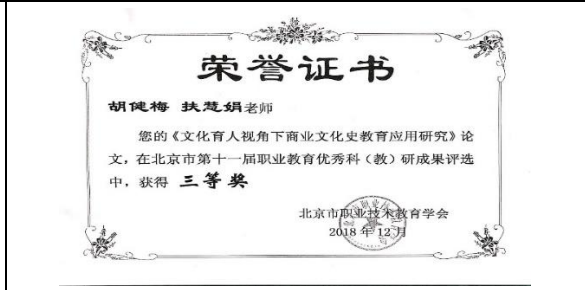 荣誉证书
胡健梅 扶慧娟老师
您的《文化育人视角下商业文化史教育应用研究》论
文，在北京市第十一届职业教育优秀科（教）研成果评选
中，获得 三等奖
北京市职业技术教育学会
2018 年 12月